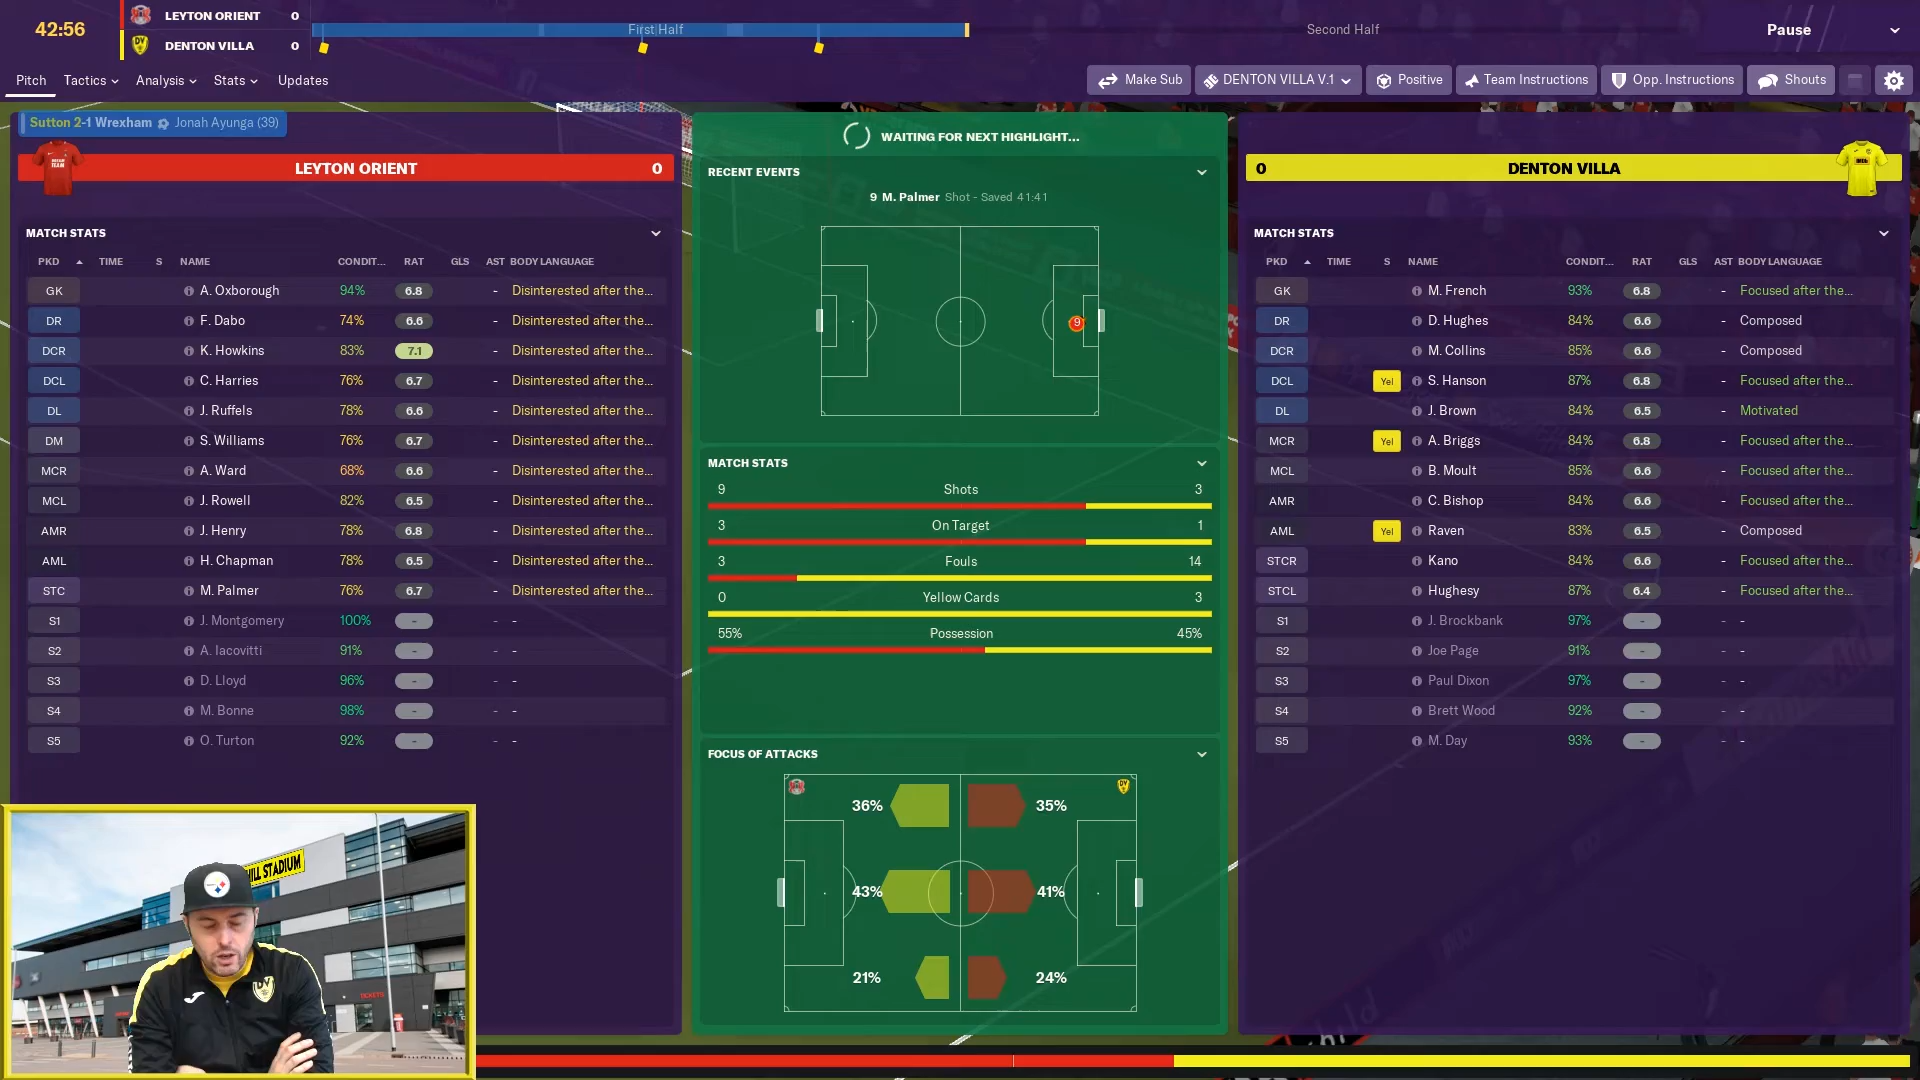 42:56
LEYTON ORIENT 0
DENTON VILLA 0
First Half
Second Half
Pause
Pitch Tactics Analysis Stats Updates
Make Sub DENTON VILLA V.1 Positive Team Instructions Opp. Instructions Shouts
Sutton 2-1 Wrexham Jonah Ayunga (39)
LEYTON ORIENT 0
MATCH STATS
PKD TIME S NAME CONDIT... RAT GLS AST BODY LANGUAGE
GK A. Oxborough 94% 6.8 - Disinterested after the...
DR F. Dabo 74% 6.6 - Disinterested after the...
DCR K. Howkins 83% 7.1 - Disinterested after the...
DCL C. Harries 76% 6.7 - Disinterested after the...
DL J. Ruffels 78% 6.6 - Disinterested after the...
DM S. Williams 76% 6.7 - Disinterested after the...
MCR A. Ward 68% 6.6 - Disinterested after the...
MCL J. Rowell 82% 6.5 - Disinterested after the...
AMR J. Henry 78% 6.8 - Disinterested after the...
AML H. Chapman 78% 6.5 - Disinterested after the...
STC M. Palmer 76% 6.7 - Disinterested after the...
S1 J. Montgomery 100% - - -
S2 A. Iacovitti 91% - - -
S3 D. Lloyd 96% - - -
S4 M. Bonne 98% - - -
S5 O. Turton 92% - - -
WAITING FOR NEXT HIGHLIGHT...
RECENT EVENTS
9 M. Palmer Shot - Saved 41:41
9
MATCH STATS
9 Shots 3
3 On Target 1
3 Fouls 14
0 Yellow Cards 3
55% Possession 45%
FOCUS OF ATTACKS
36% 35%
43% 41%
21% 24%
0 DENTON VILLA
MATCH STATS
PKD TIME S NAME CONDIT... RAT GLS AST BODY LANGUAGE
GK M. French 93% 6.8 - Focused after the...
DR D. Hughes 84% 6.6 - Composed
DCR M. Collins 85% 6.6 - Composed
DCL Yel S. Hanson 87% 6.8 - Focused after the...
DL J. Brown 84% 6.5 - Motivated
MCR Yel A. Briggs 84% 6.8 - Focused after the...
MCL B. Moult 85% 6.6 - Focused after the...
AMR C. Bishop 84% 6.6 - Focused after the...
AML Yel Raven 83% 6.5 - Composed
STCR Kano 84% 6.6 - Focused after the...
STCL Hughesy 87% 6.4 - Focused after the...
S1 J. Brockbank 97% - - -
S2 Joe Page 91% - - -
S3 Paul Dixon 97% - - -
S4 Brett Wood 92% - - -
S5 M. Day 93% - - -
HILL STADIUM
TICKETS
DV